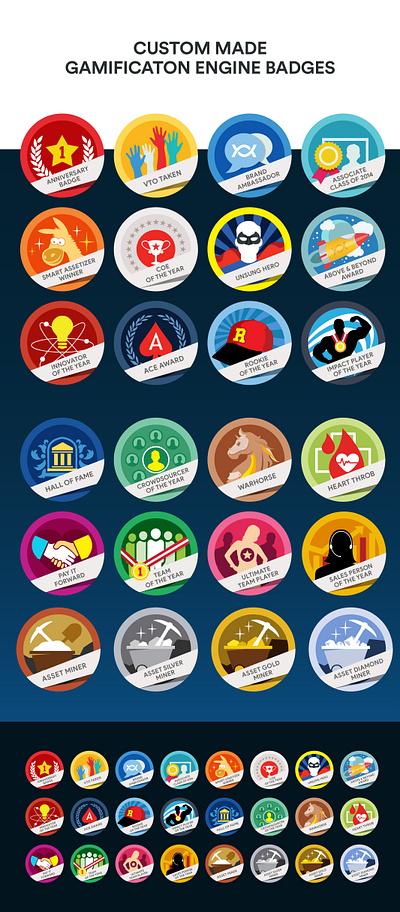 CUSTOM MADE
GAMIFICATON ENGINE BADGES
1
ANNIVERSARY
BADGE
VTO TAKEN
BRAND
AMBASSADOR
ASSOCIATE
CLASS OF 2014
SMART ASSETIZER
WINNER
COE
OF THE YEAR
UNSUNG HERO
ABOVE & BEYOND
AWARD
INNOVATOR
OF THE YEAR
A
ACE AWARD
R
ROOKIE
OF THE YEAR
IMPACT PLAYER
OF THE YEAR
HALL OF FAME
CROWDSOURCER
OF THE YEAR
WARHORSE
HEART THROB
PAY IT
FORWARD
1
TEAM
OF THE YEAR
ULTIMATE
TEAM PLAYER
SALES PERSON
OF THE YEAR
ASSET MINER
ASSET SILVER
MINER
ASSET GOLD
MINER
ASSET DIAMOND
MINER